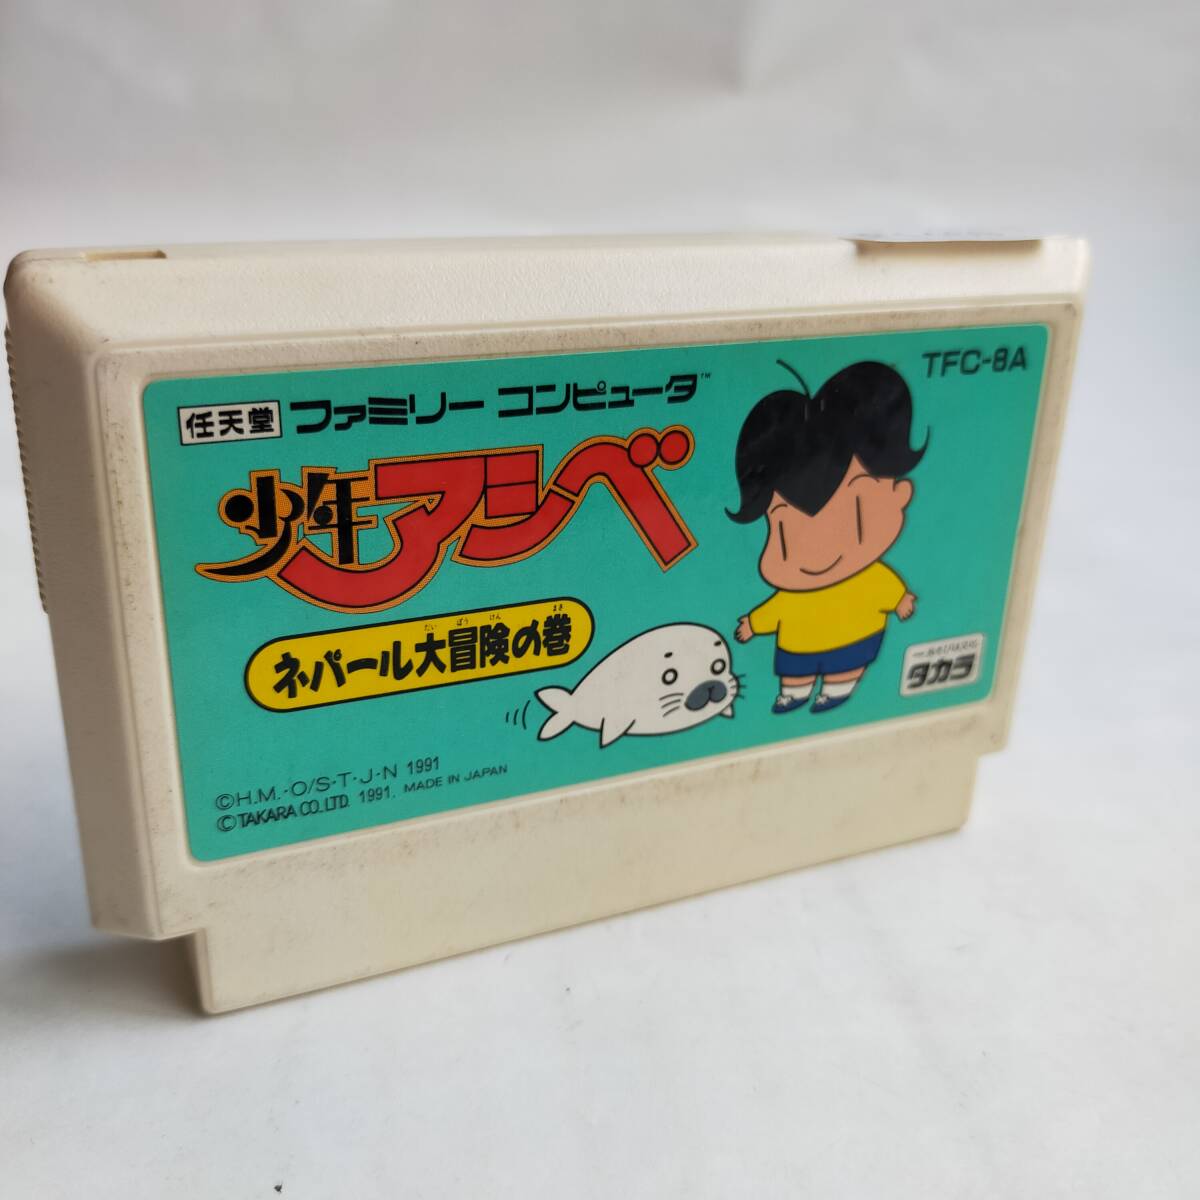 任天堂 ファミリー コンピュータ™
TFC-8A
少年アシベ
だい ぼう けん まき
ネパール大冒険の巻
タカラ
©H.M.-O/S-T-J-N 1991
©TAKARA CO.,LTD. 1991. MADE IN JAPAN